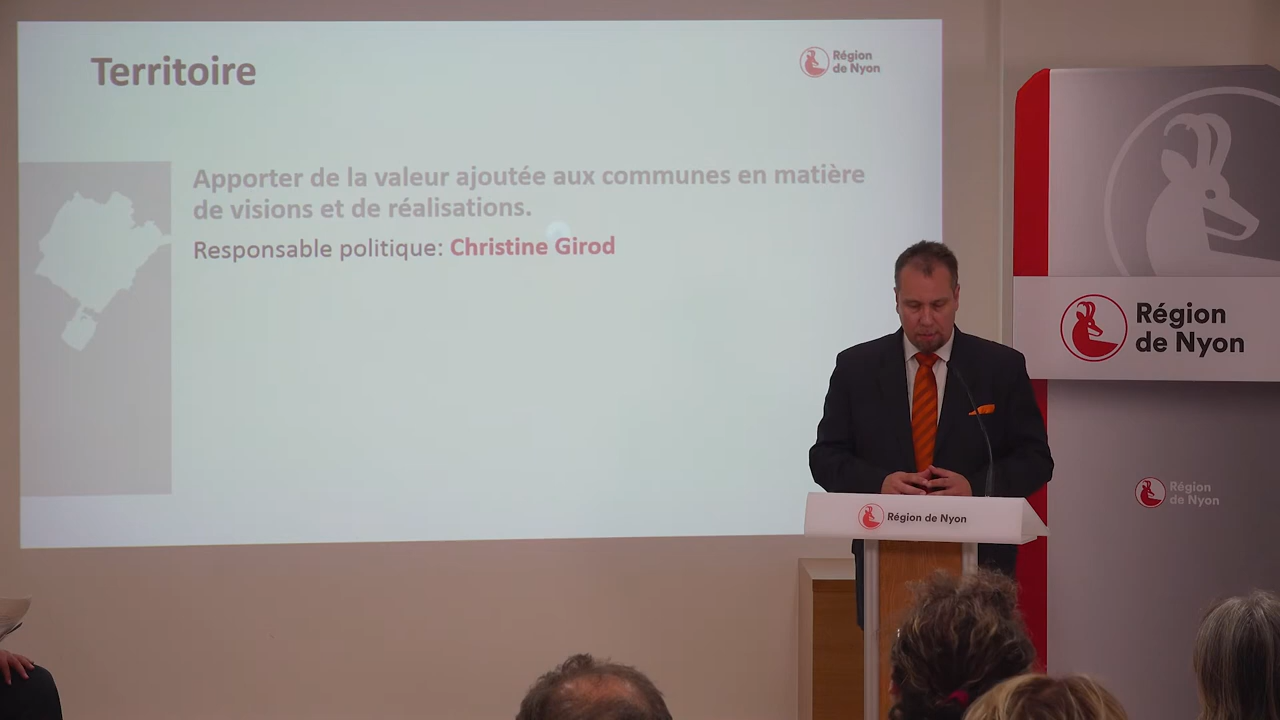 Territoire
Région
de Nyon
Apporter de la valeur ajoutée aux communes en matière
de visions et de réalisations.
Responsable politique: Christine Girod
Région
de Nyon
Région
de Nyon
Région de Nyon